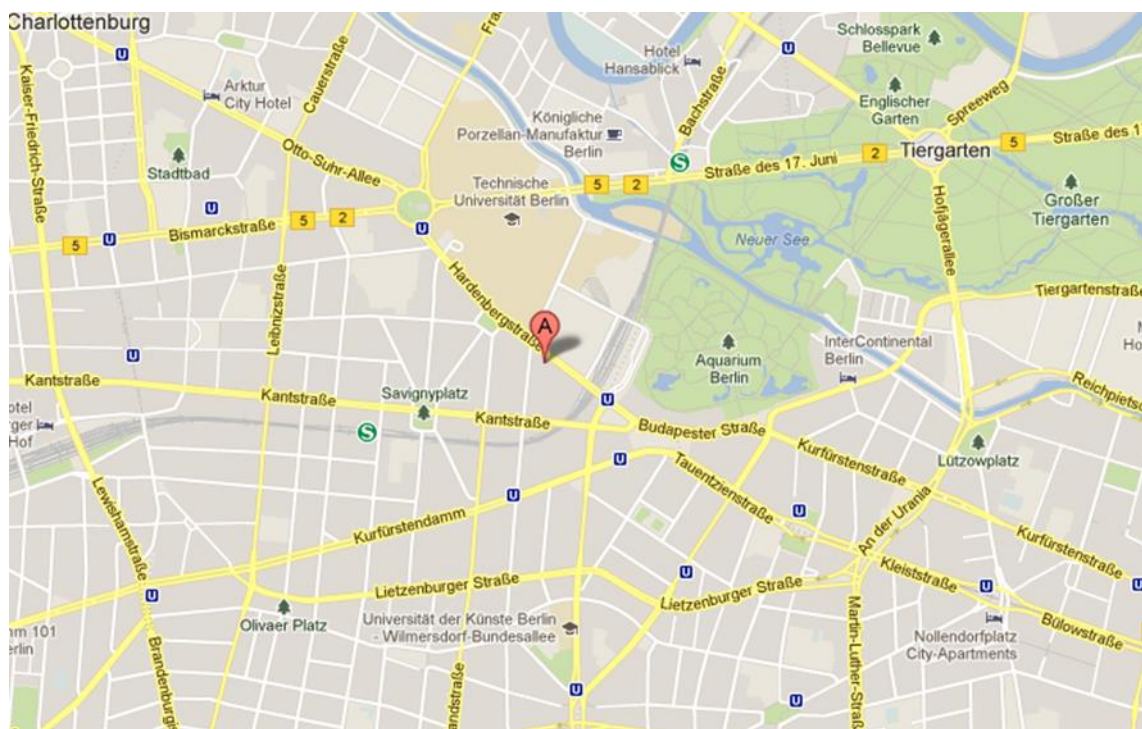 Charlottenburg
Kaiser-Friedrich-Straße
U
Cauerstraße
Arktur
City Hotel
Otto-Suhr-Allee
Stadtbad
U
Hotel
Hansablick
Bachstraße
U
Schlosspark
Bellevue
Englischer
Garten
Spreeweg
Königliche
Porzellan-Manufaktur
Berlin
S
Straße des 17. Juni
2
Tiergarten
5
Technische
Universität Berlin
5
2
Großer
Tiergarten
Hofjägerallee
Neuer See
5
U
Bismarckstraße
5
2
U
Hardenbergstraße
Leibnizstraße
A
U
Tiergartenstraße
InterContinental
Berlin
Aquarium
Berlin
Kantstraße
Kantstraße
Savignyplatz
Kantstraße
S
U
Budapester Straße
Reichpiets
Lützowplatz
Kurfürstenstraße
Tauentzienstraße
U
U
U
U
An der Urania
Kurfürstenstraße
Lewishamstraße
Kurfürstendamm
Kleiststraße
U
Lietzenburger Straße
U
Lietzenburger Straße
U
Olivaer Platz
Universität der Künste Berlin
- Wilmersdorf-Bundesallee
Martin-Luther-Straß
Bülowstraße
Nollendorfplatz
City-Apartments
Brandenburgis
U
U